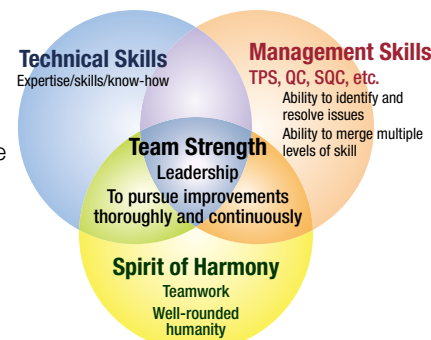 Technical Skills
Expertise/skills/know-how
Management Skills
TPS, QC, SQC, etc.
Ability to identify and
resolve issues
Ability to merge multiple
levels of skill
e
Team Strength
Leadership
To pursue improvements
thoroughly and continuously
Spirit of Harmony
Teamwork
Well-rounded
humanity